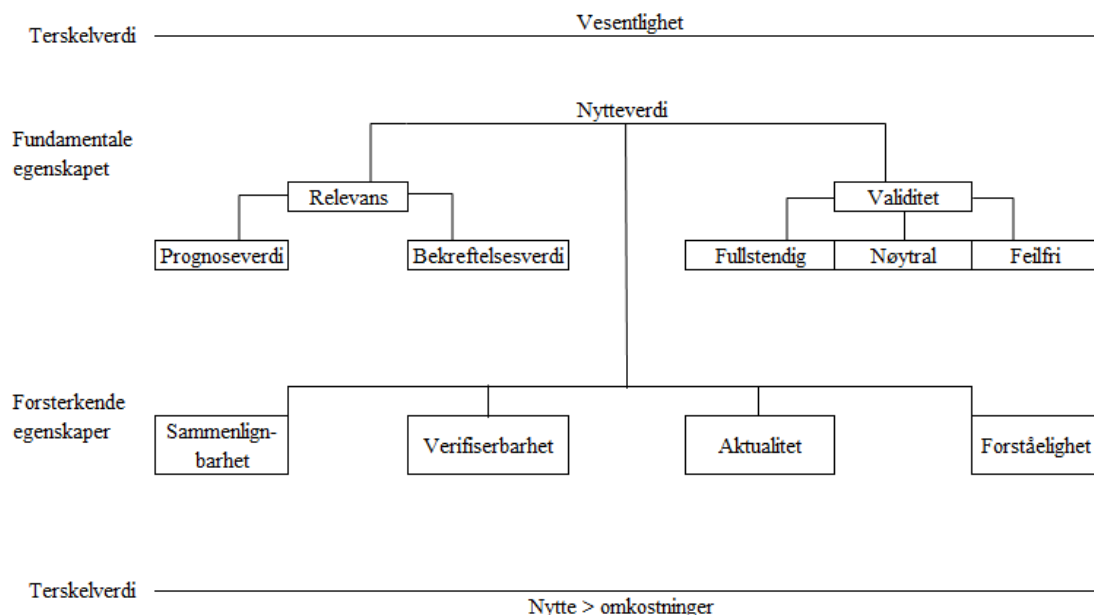 Vesentlighet
Terskelverdi
Nytteverdi
Fundamentale
egenskapet
Relevans
Validitet
Prognoseverdi
Bekreftelsesverdi
Fullstendig
Nøytral
Feilfri
Forsterkende
egenskaper
Sammenlign-
barhet
Verifiserbarhet
Aktualitet
Forståelighet
Terskelverdi
Nytte > omkostninger